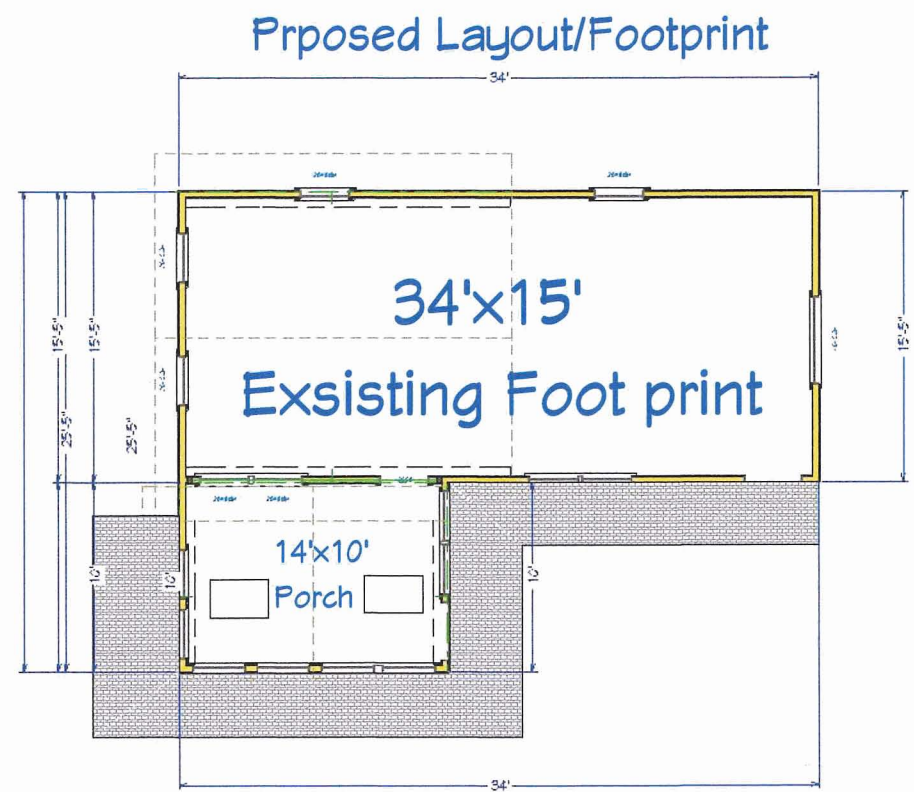 Prposed Layout/Footprint
34'
34'x15'
Exsisting Foot print
15'-5"
15'-5"
15'-5"
25'-5"
25'-5"
14'x10'
Porch
10'
10'
10'
34'